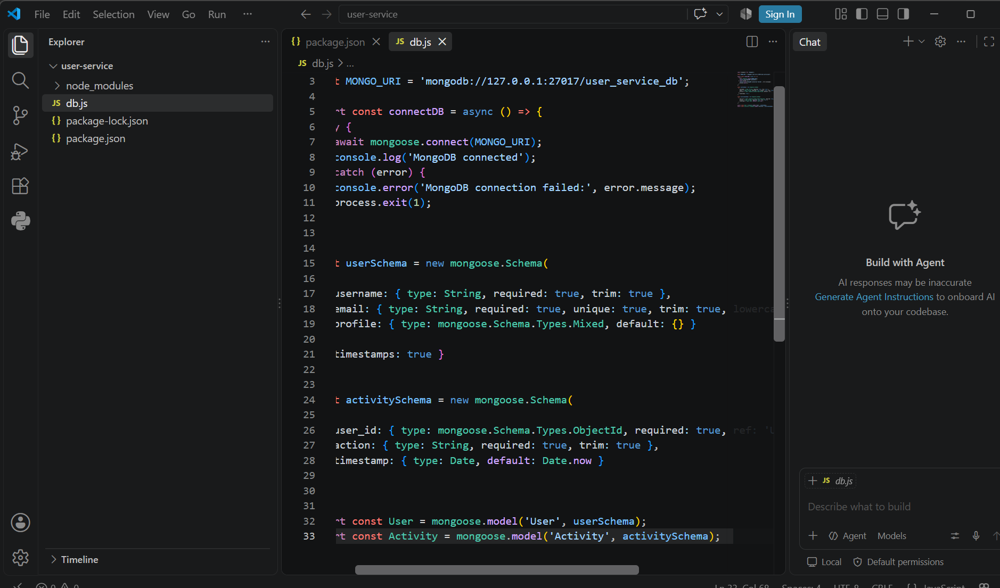 File Edit Selection View Go Run ...
user-service
Sign In
Explorer
user-service
node_modules
JS db.js
{} package-lock.json
{} package.json
Timeline
{} package.json
JS db.js
JS db.js > ...
3 t MONGO_URI = 'mongodb://127.0.0.1:27017/user_service_db';
4
5 rt const connectDB = async () => {
6 y {
7 await mongoose.connect(MONGO_URI);
8 console.log('MongoDB connected');
9 catch (error) {
10 console.error('MongoDB connection failed:', error.message);
11 process.exit(1);
12
13
14
15 t userSchema = new mongoose.Schema(
16
17 username: { type: String, required: true, trim: true },
18 email: { type: String, required: true, unique: true, trim: true, lowerca
19 profile: { type: mongoose.Schema.Types.Mixed, default: {} }
20
21 timestamps: true }
22
23
24 t activitySchema = new mongoose.Schema(
25
26 user_id: { type: mongoose.Schema.Types.ObjectId, required: true, ref: 'U
27 action: { type: String, required: true, trim: true },
28 timestamp: { type: Date, default: Date.now }
29
30
31
32 rt const User = mongoose.model('User', userSchema);
33 rt const Activity = mongoose.model('Activity', activitySchema);
Chat
Build with Agent
AI responses may be inaccurate
Generate Agent Instructions to onboard AI
onto your codebase.
JS db.js
Describe what to build
Agent Models
Local Default permissions
0 0
Ln 33, Col 68 Spaces: 4 UTF-8 CRLF {} JavaScript